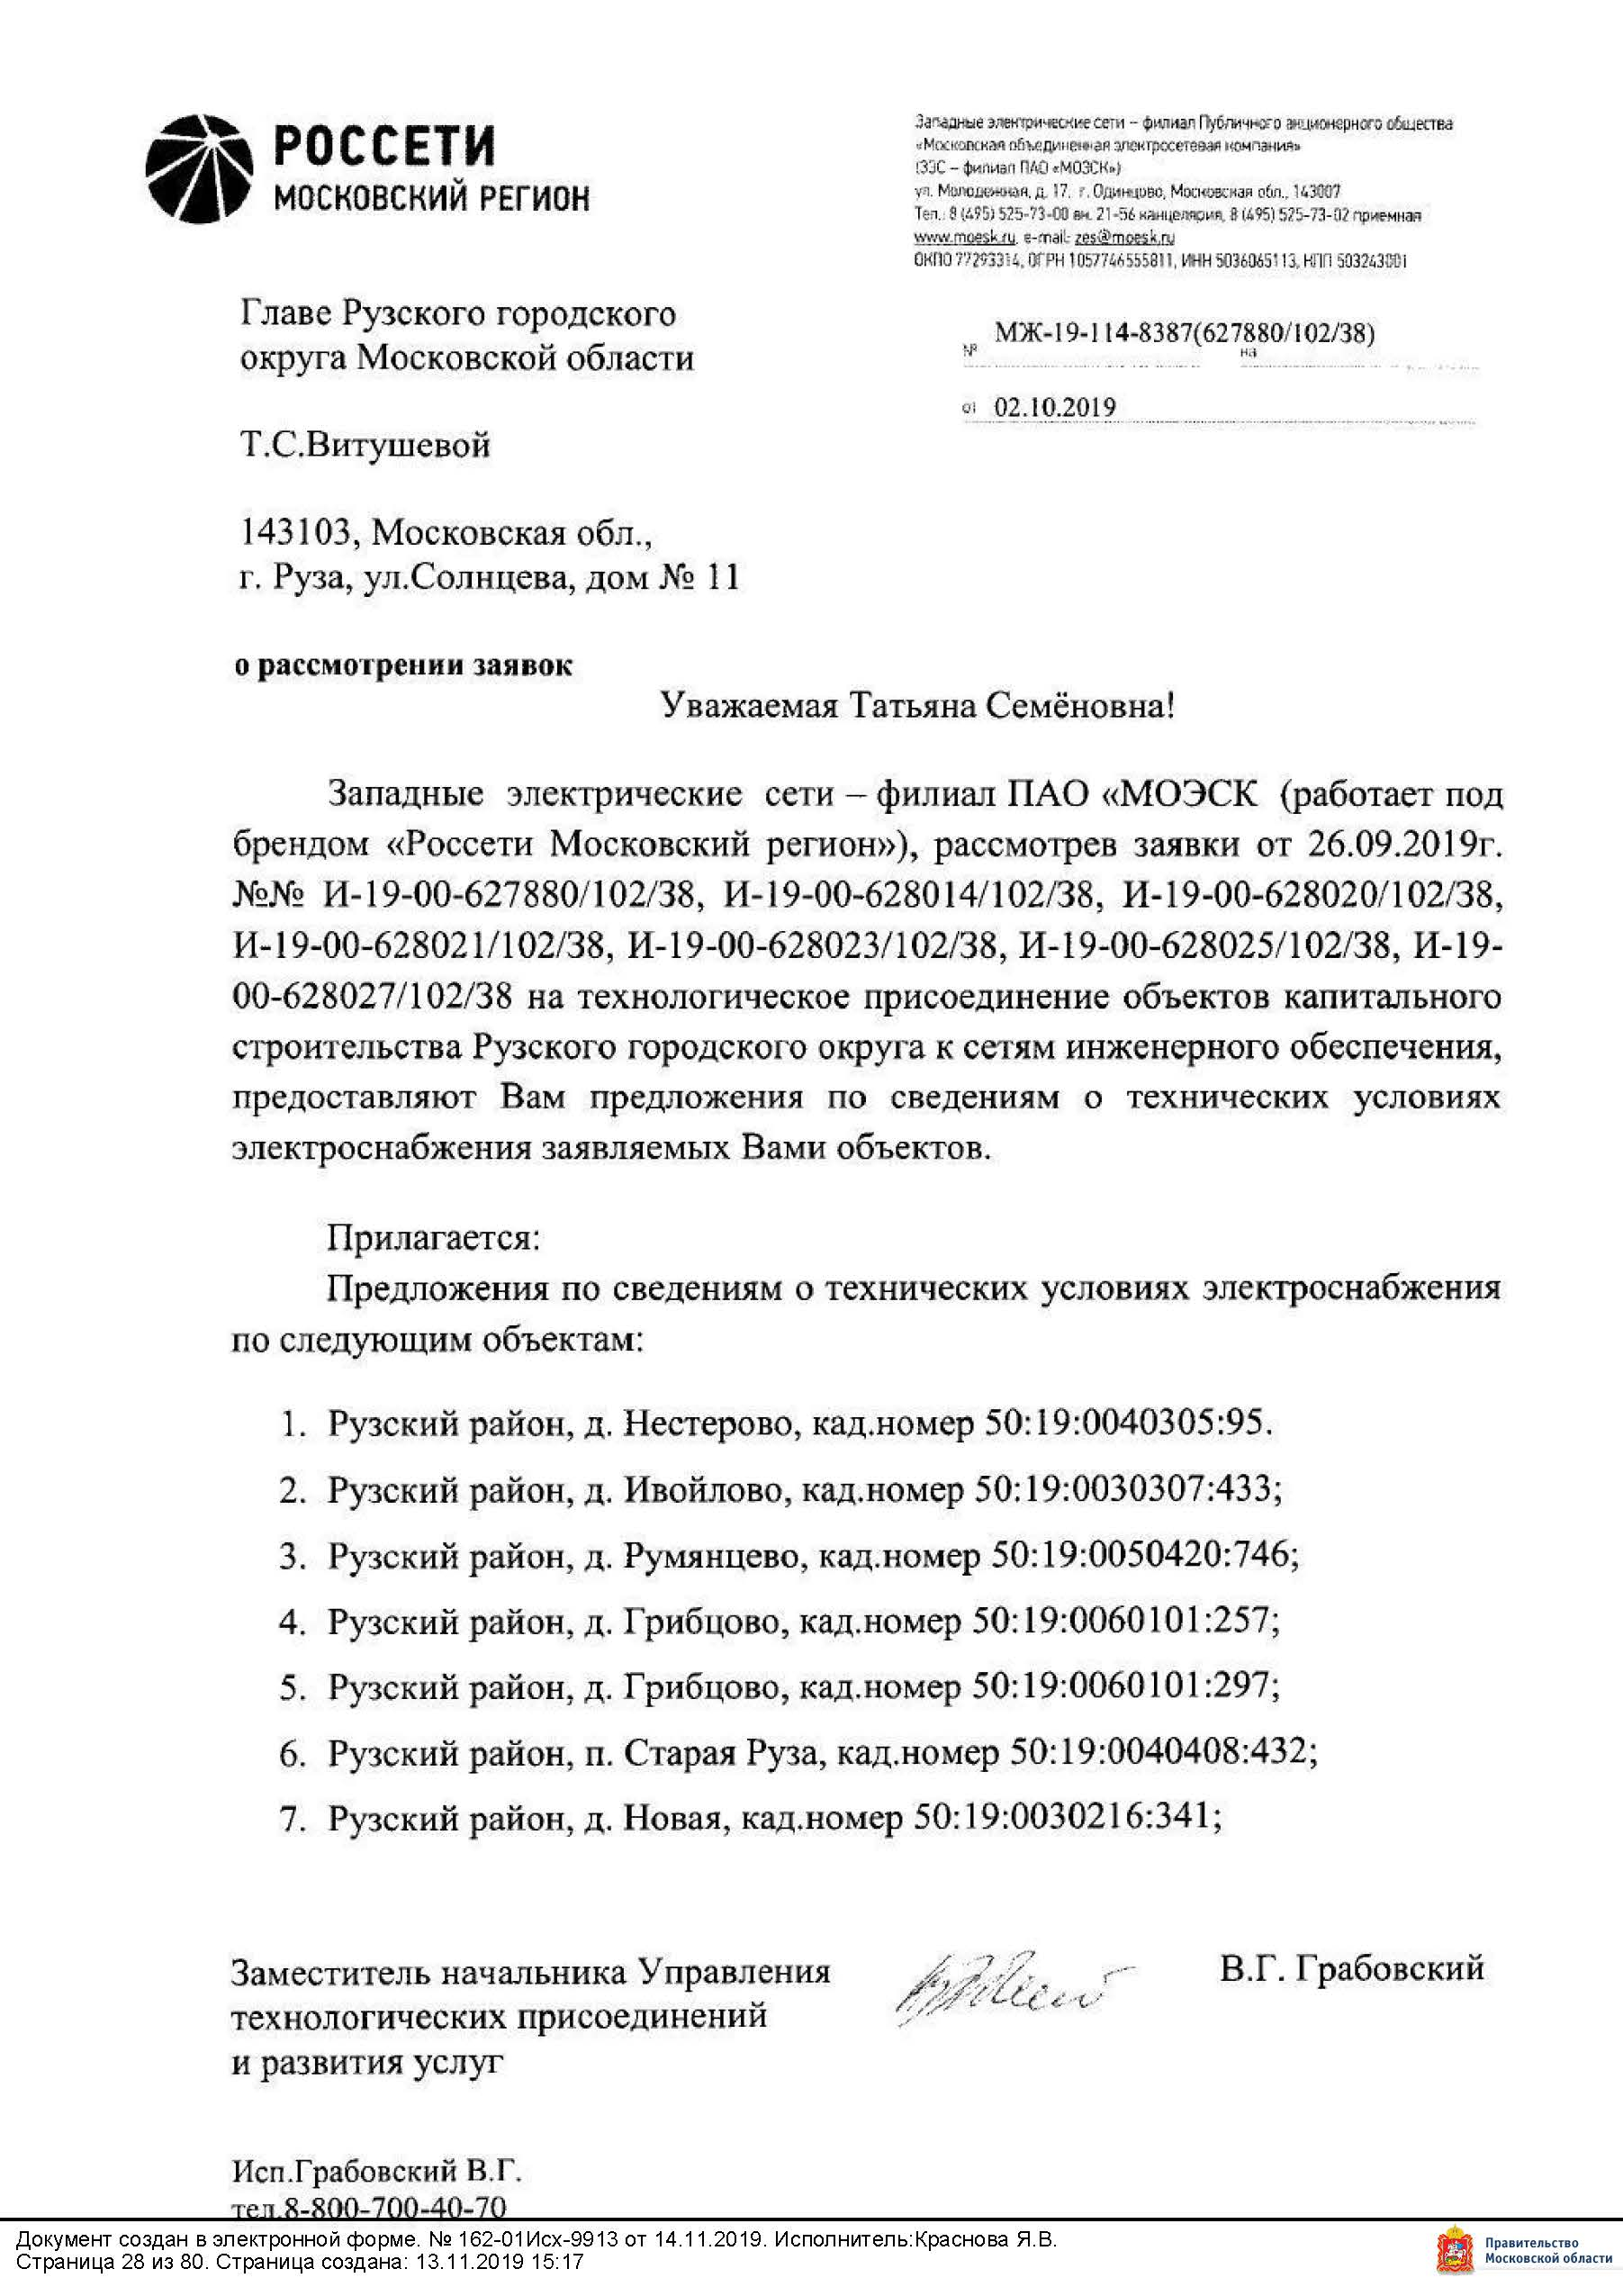 РОССЕТИ
МОСКОВСКИЙ РЕГИОН
Западные электрические сети – филиал Публичного акционерного общества
«Московская объединенная электросетевая компания»
(ЗЭС – филиал ПАО «МОЭСК»)
ул. Молодежная, д. 17, г. Одинцово, Московская обл., 143007
Тел.: 8 (495) 525-73-00 вн. 21-56 канцелярия, 8 (495) 525-73-02 приемная
www.moesk.ru, e-mail: zes@moesk.ru
ОКПО 77293314, ОГРН 1057746555811, ИНН 5036065113, КПП 503243001
Главе Рузского городского
округа Московской области
№ МЖ-19-114-8387(627880/102/38)
на
от 02.10.2019
Т.С.Витушевой
143103, Московская обл.,
г. Руза, ул.Солнцева, дом № 11
о рассмотрении заявок
Уважаемая Татьяна Семёновна!
Западные электрические сети – филиал ПАО «МОЭСК (работает под
брендом «Россети Московский регион»), рассмотрев заявки от 26.09.2019г.
№№ И-19-00-627880/102/38, И-19-00-628014/102/38, И-19-00-628020/102/38,
И-19-00-628021/102/38, И-19-00-628023/102/38, И-19-00-628025/102/38, И-19-
00-628027/102/38 на технологическое присоединение объектов капитального
строительства Рузского городского округа к сетям инженерного обеспечения,
предоставляют Вам предложения по сведениям о технических условиях
электроснабжения заявляемых Вами объектов.
Прилагается:
Предложения по сведениям о технических условиях электроснабжения
по следующим объектам:
1. Рузский район, д. Нестерово, кад.номер 50:19:0040305:95.
2. Рузский район, д. Ивойлово, кад.номер 50:19:0030307:433;
3. Рузский район, д. Румянцево, кад.номер 50:19:0050420:746;
4. Рузский район, д. Грибцово, кад.номер 50:19:0060101:257;
5. Рузский район, д. Грибцово, кад.номер 50:19:0060101:297;
6. Рузский район, п. Старая Руза, кад.номер 50:19:0040408:432;
7. Рузский район, д. Новая, кад.номер 50:19:0030216:341;
Заместитель начальника Управления
технологических присоединений
и развития услуг
В.Г. Грабовский
Исп.Грабовский В.Г.
тел.8-800-700-40-70
Документ создан в электронной форме. № 162-01Исх-9913 от 14.11.2019. Исполнитель:Краснова Я.В.
Страница 28 из 80. Страница создана: 13.11.2019 15:17
Правительство
Московской области